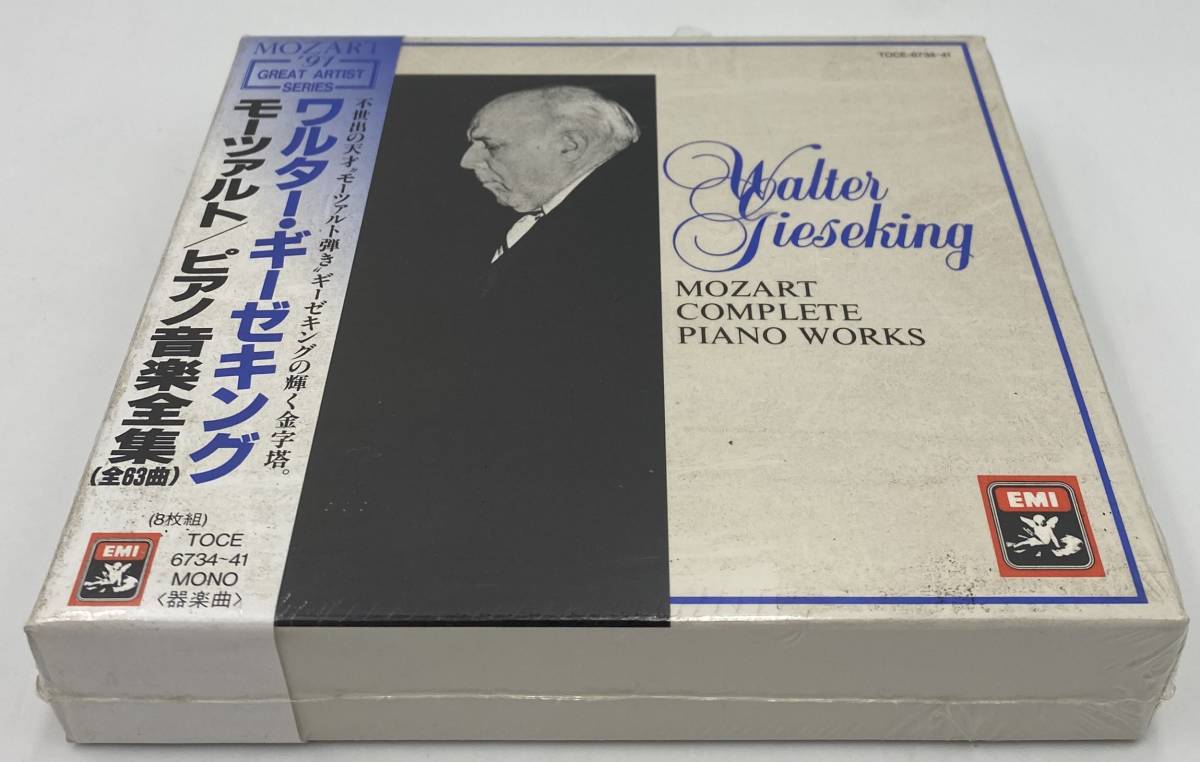 MOZART
'91
GREAT ARTIST
SERIES
不世出の天才〝モーツァルト弾き〟ギーゼキングの輝く金字塔。
ワルター・ギーゼキング
モーツァルト/ピアノ音楽全集
(全63曲)
(8枚組)
TOCE
6734~41
MONO
〈器楽曲〉
EMI
TOCE-6734-41
Walter
Gieseking
MOZART
COMPLETE
PIANO WORKS
EMI